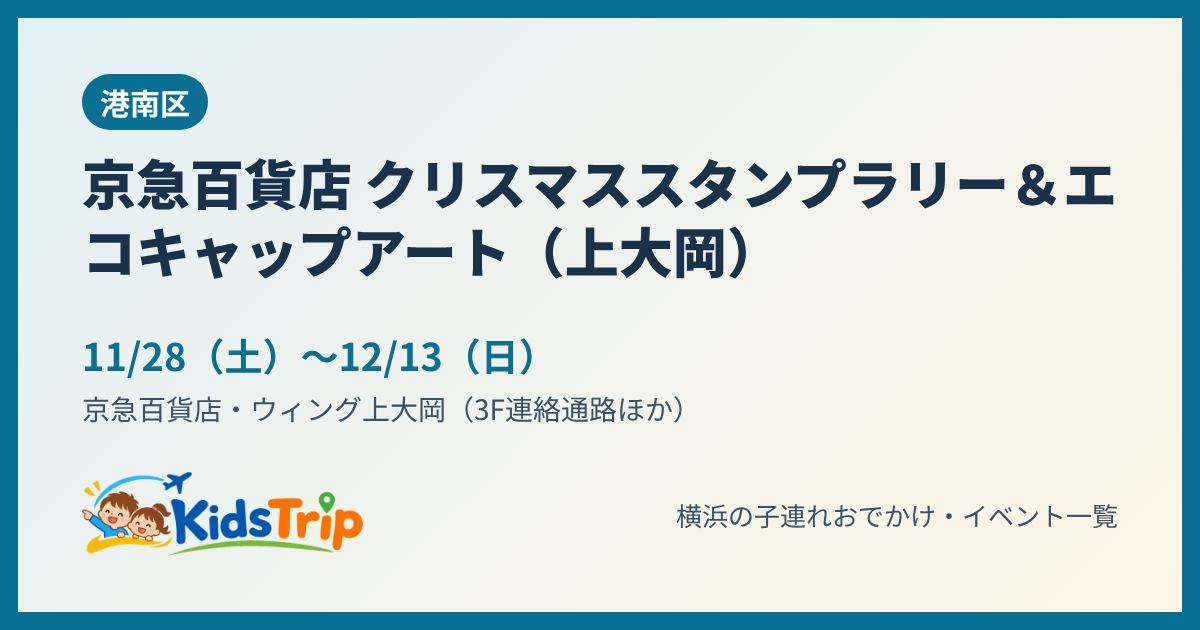 港南区
京急百貨店 クリスマススタンプラリー＆エ
コキャップアート（上大岡）
11/28（土）〜12/13（日）
京急百貨店・ウィング上大岡（3F連絡通路ほか）
KidsTrip
横浜の子連れおでかけ・イベント一覧